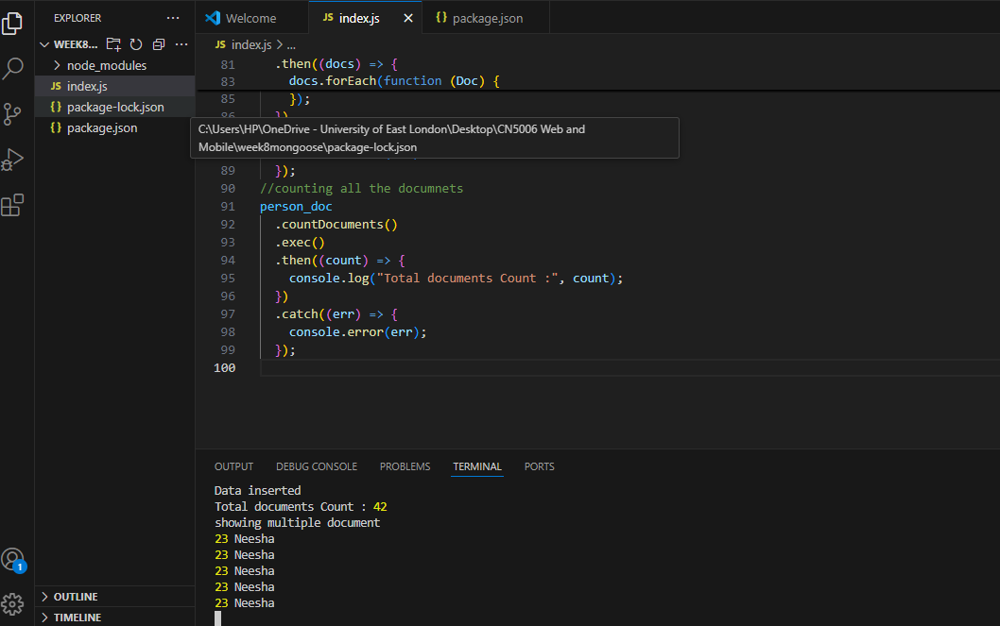 EXPLORER
···
WEEK8...
node_modules
JS index.js
{} package-lock.json
{} package.json
OUTLINE
TIMELINE
1
Welcome
JS index.js
{} package.json
JS index.js > ...
81 .then((docs) => {
83 docs.forEach(function (Doc) {
85 });
86 })
C:\Users\HP\OneDrive - University of East London\Desktop\CN5006 Web and
Mobile\week8mongoose\package-lock.json
89 });
90 //counting all the documnets
91 person_doc
92 .countDocuments()
93 .exec()
94 .then((count) => {
95 console.log("Total documents Count :", count);
96 })
97 .catch((err) => {
98 console.error(err);
99 });
100
OUTPUT DEBUG CONSOLE PROBLEMS TERMINAL PORTS
Data inserted
Total documents Count : 42
showing multiple document
23 Neesha
23 Neesha
23 Neesha
23 Neesha
23 Neesha